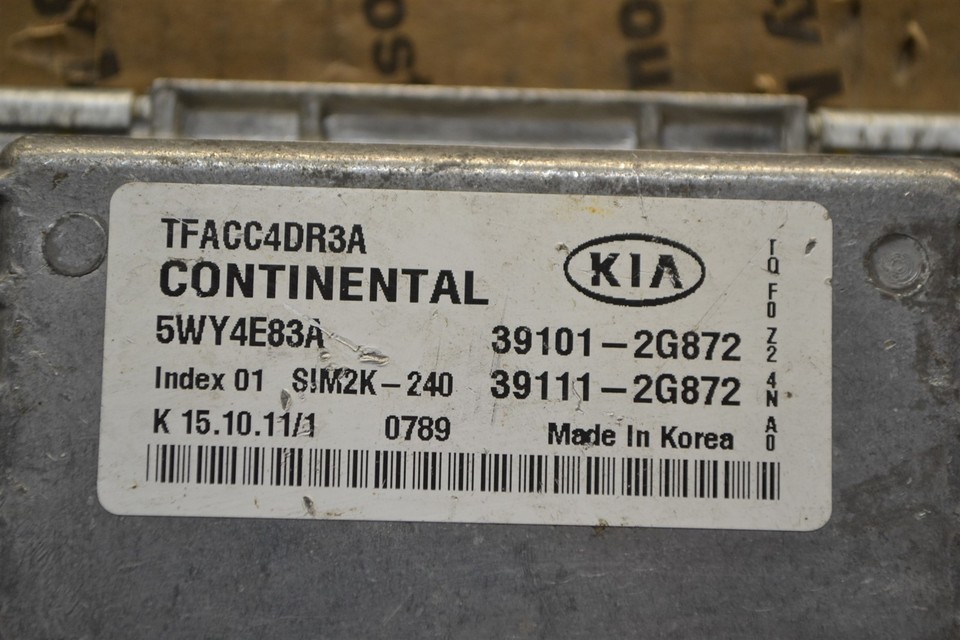 TFACC4DR3A
CONTINENTAL
KIA
5WY4E83A 39101-2G872
Index 01 SIM2K-240 39111-2G872
K 15.10.11/1 0789 Made In Korea
TQ F0 Z2 4N A0